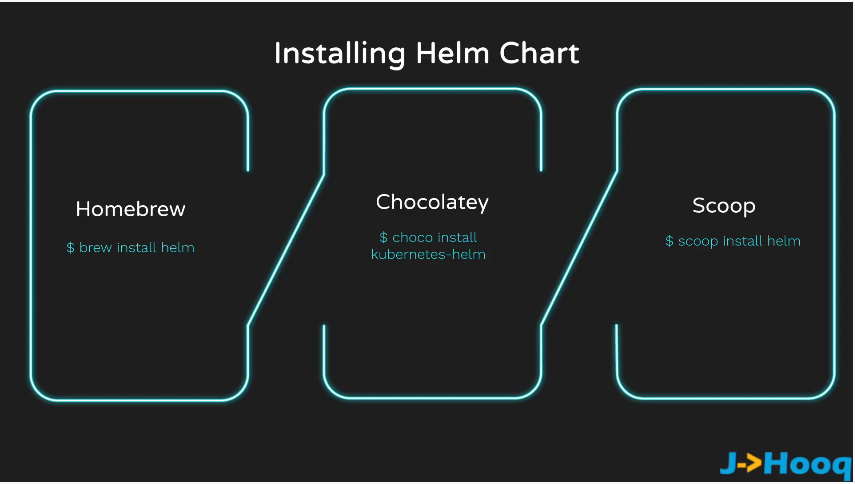 Installing Helm Chart
Homebrew
$ brew install helm
Chocolatey
$ choco install
kubernetes-helm
Scoop
$ scoop install helm
J->Hooq